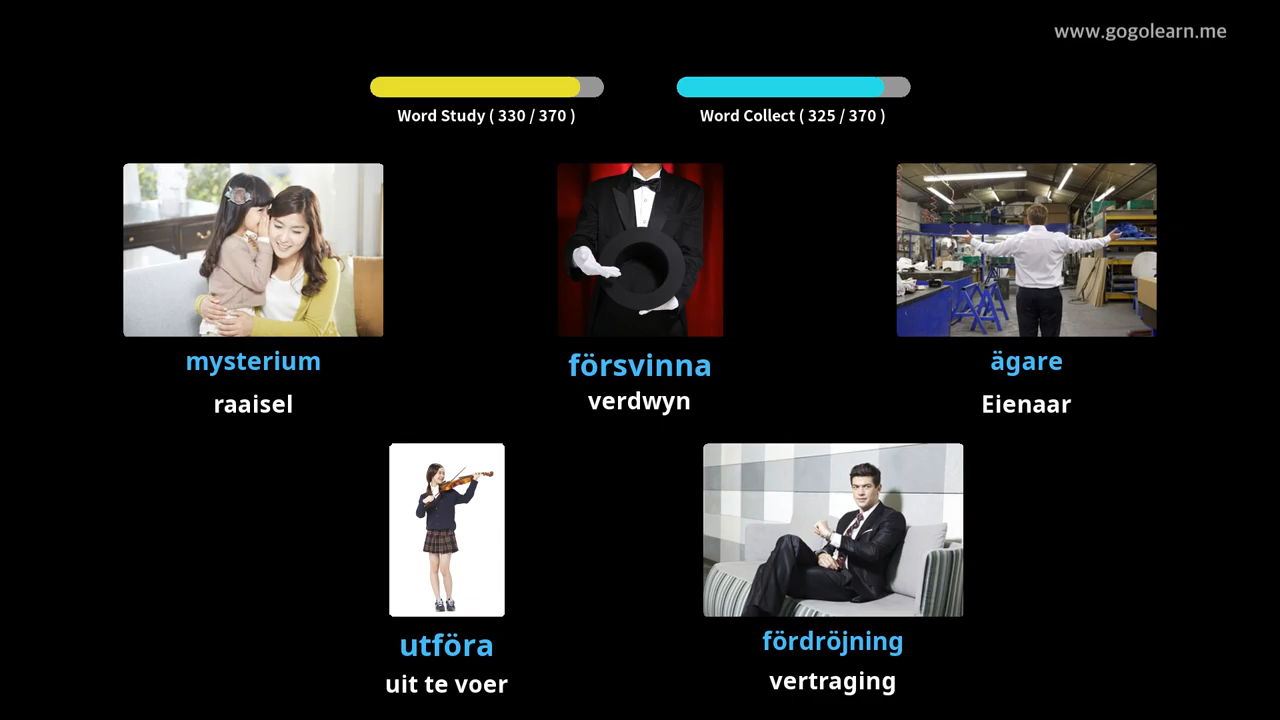 www.gogolearn.me
Word Study ( 330 / 370 )
Word Collect ( 325 / 370 )
mysterium
raaisel
försvinna
verdwyn
ägare
Eienaar
utföra
uit te voer
fördröjning
vertraging